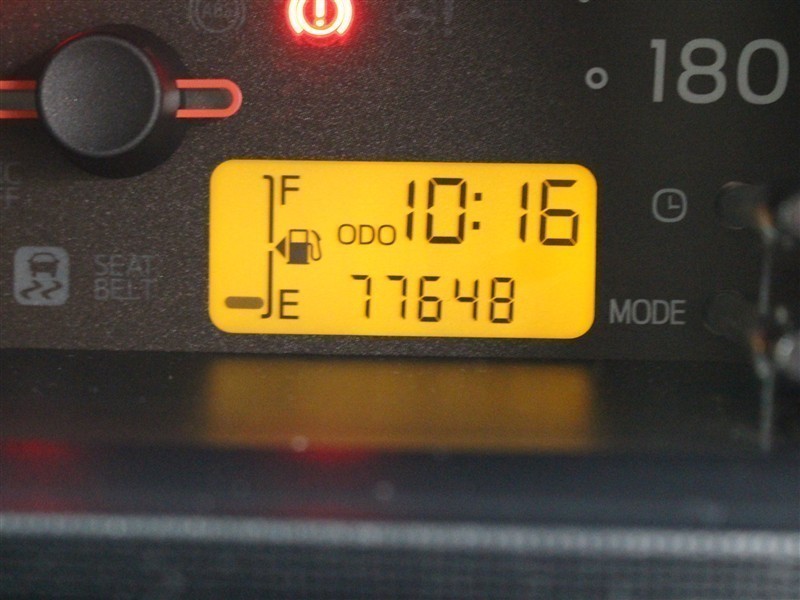 180
F
ODO 10:16
SEAT
BELT
E 77648
MODE